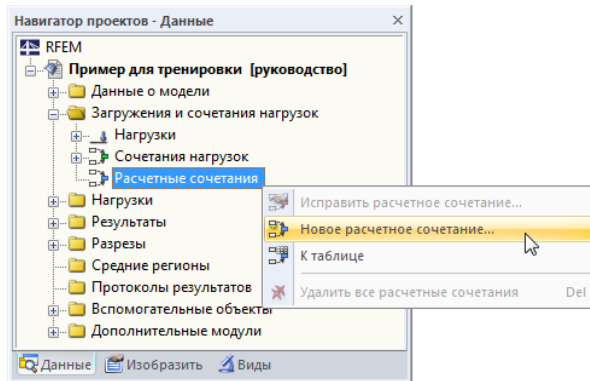 Навигатор проектов - Данные
RFEM
Пример для тренировки [руководство]
Данные о модели
Загружения и сочетания нагрузок
Нагрузки
Сочетания нагрузок
Расчетные сочетания
Нагрузки
Результаты
Разрезы
Средние регионы
Протоколы результатов
Вспомогательные объекты
Дополнительные модули
Исправить расчетное сочетание...
Новое расчетное сочетание...
К таблице
Удалить все расчетные сочетания Del
Данные Изобразить Виды